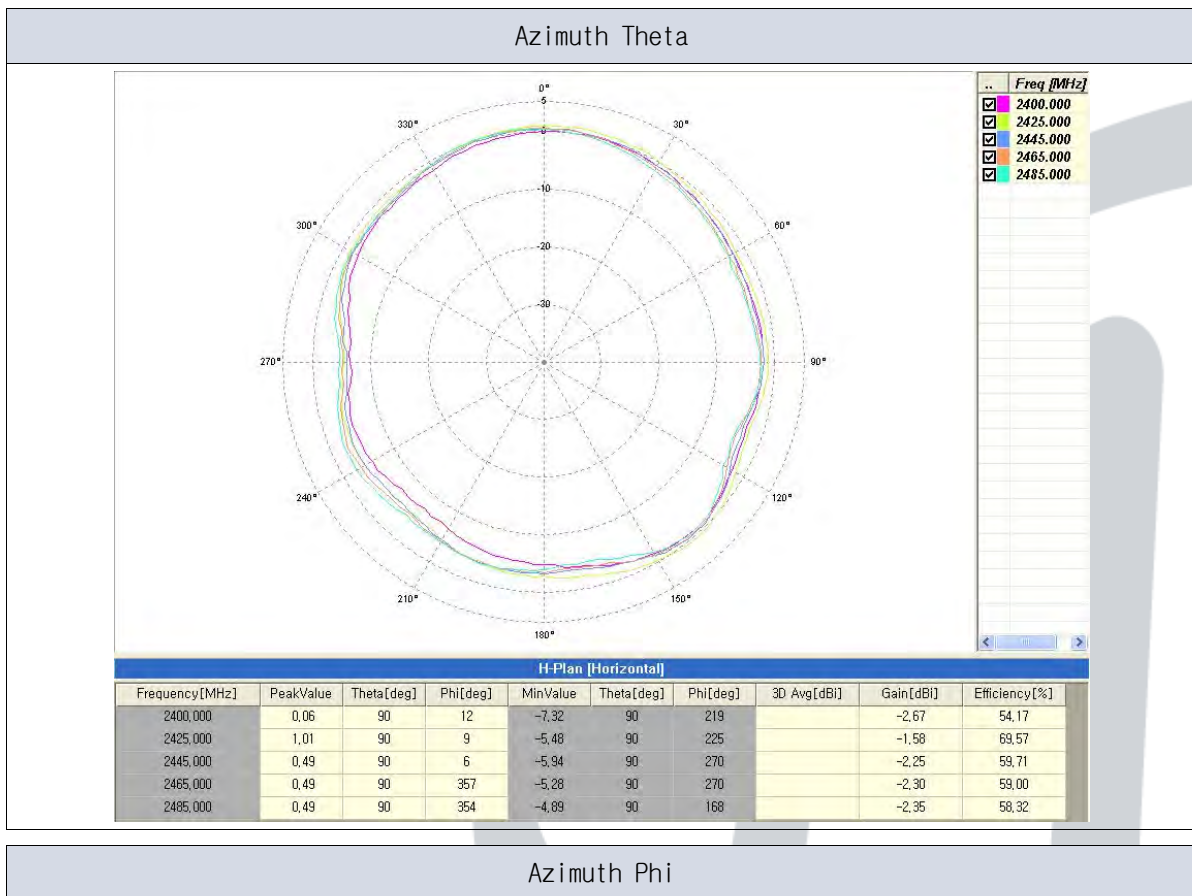 Azimuth Theta
.. Freq [MHz]
2400.000
2425.000
2445.000
2465.000
2485.000
0°
5
0
-10
-20
-30
30°
60°
90°
120°
150°
180°
210°
240°
270°
300°
330°
H-Plan [Horizontal]
Frequency[MHz] PeakValue Theta[deg] Phi[deg] MinValue Theta[deg] Phi[deg] 3D Avg[dBi] Gain[dBi] Efficiency[%]
2400,000 0,06 90 12 -7,32 90 219 -2,67 54,17
2425,000 1,01 90 9 -5,48 90 225 -1,58 69,57
2445,000 0,49 90 6 -5,94 90 270 -2,25 59,71
2465,000 0,49 90 357 -5,28 90 270 -2,30 59,00
2485,000 0,49 90 354 -4,89 90 168 -2,35 58,32
Azimuth Phi